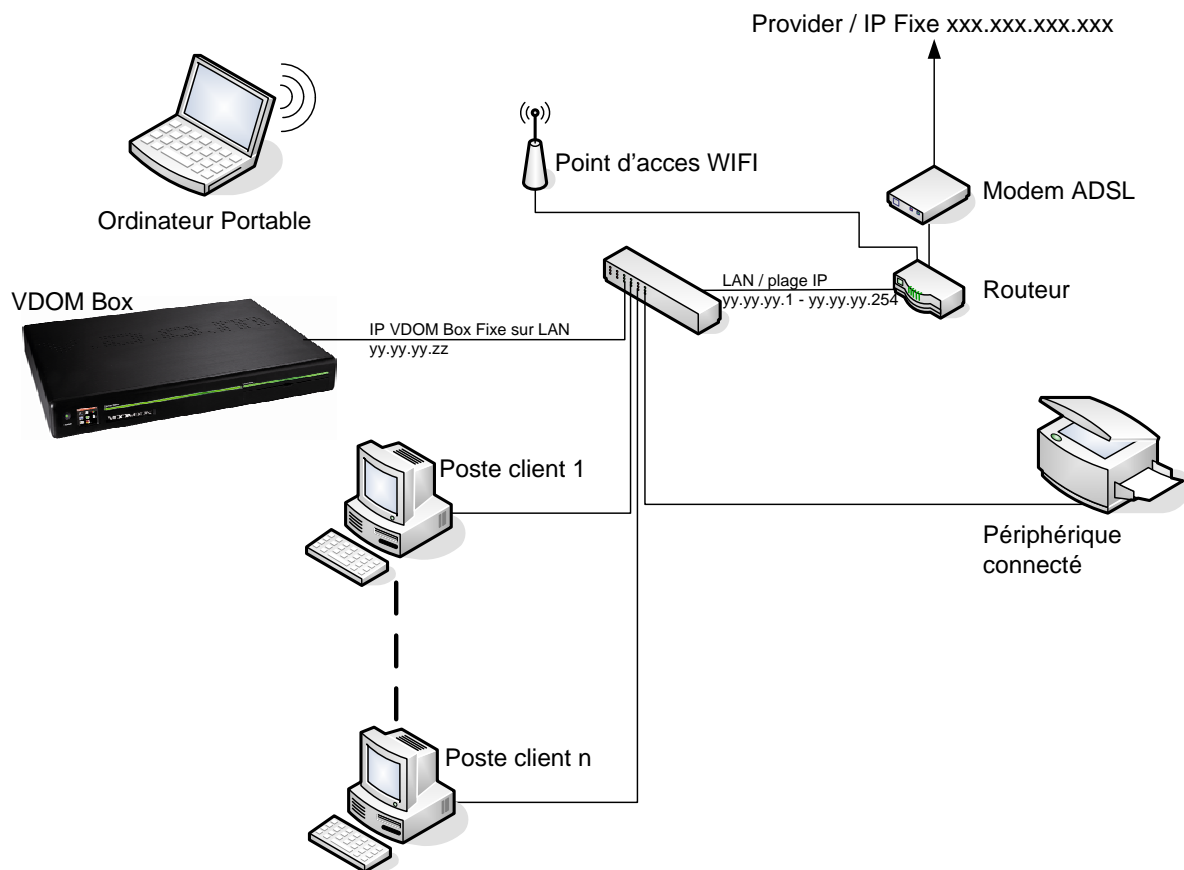 Provider / IP Fixe xxx.xxx.xxx.xxx
Point d'acces WIFI
Modem ADSL
Ordinateur Portable
LAN / plage IP
yy.yy.yy.1 - yy.yy.yy.254
Routeur
VDOM Box
IP VDOM Box Fixe sur LAN
yy.yy.yy.zz
Poste client 1
Périphérique
connecté
Poste client n